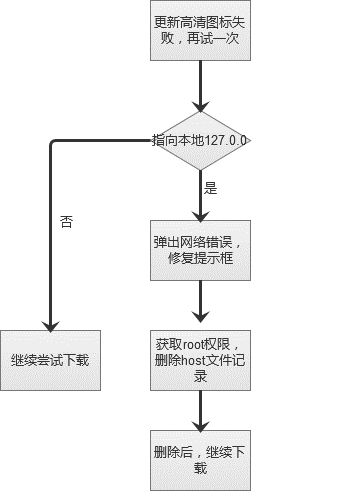 更新高清图标失
败，再试一次
指向本地127.0.0
是
否
弹出网络错误，
修复提示框
继续尝试下载
获取root权限，
删除host文件记
录
删除后，继续下
载